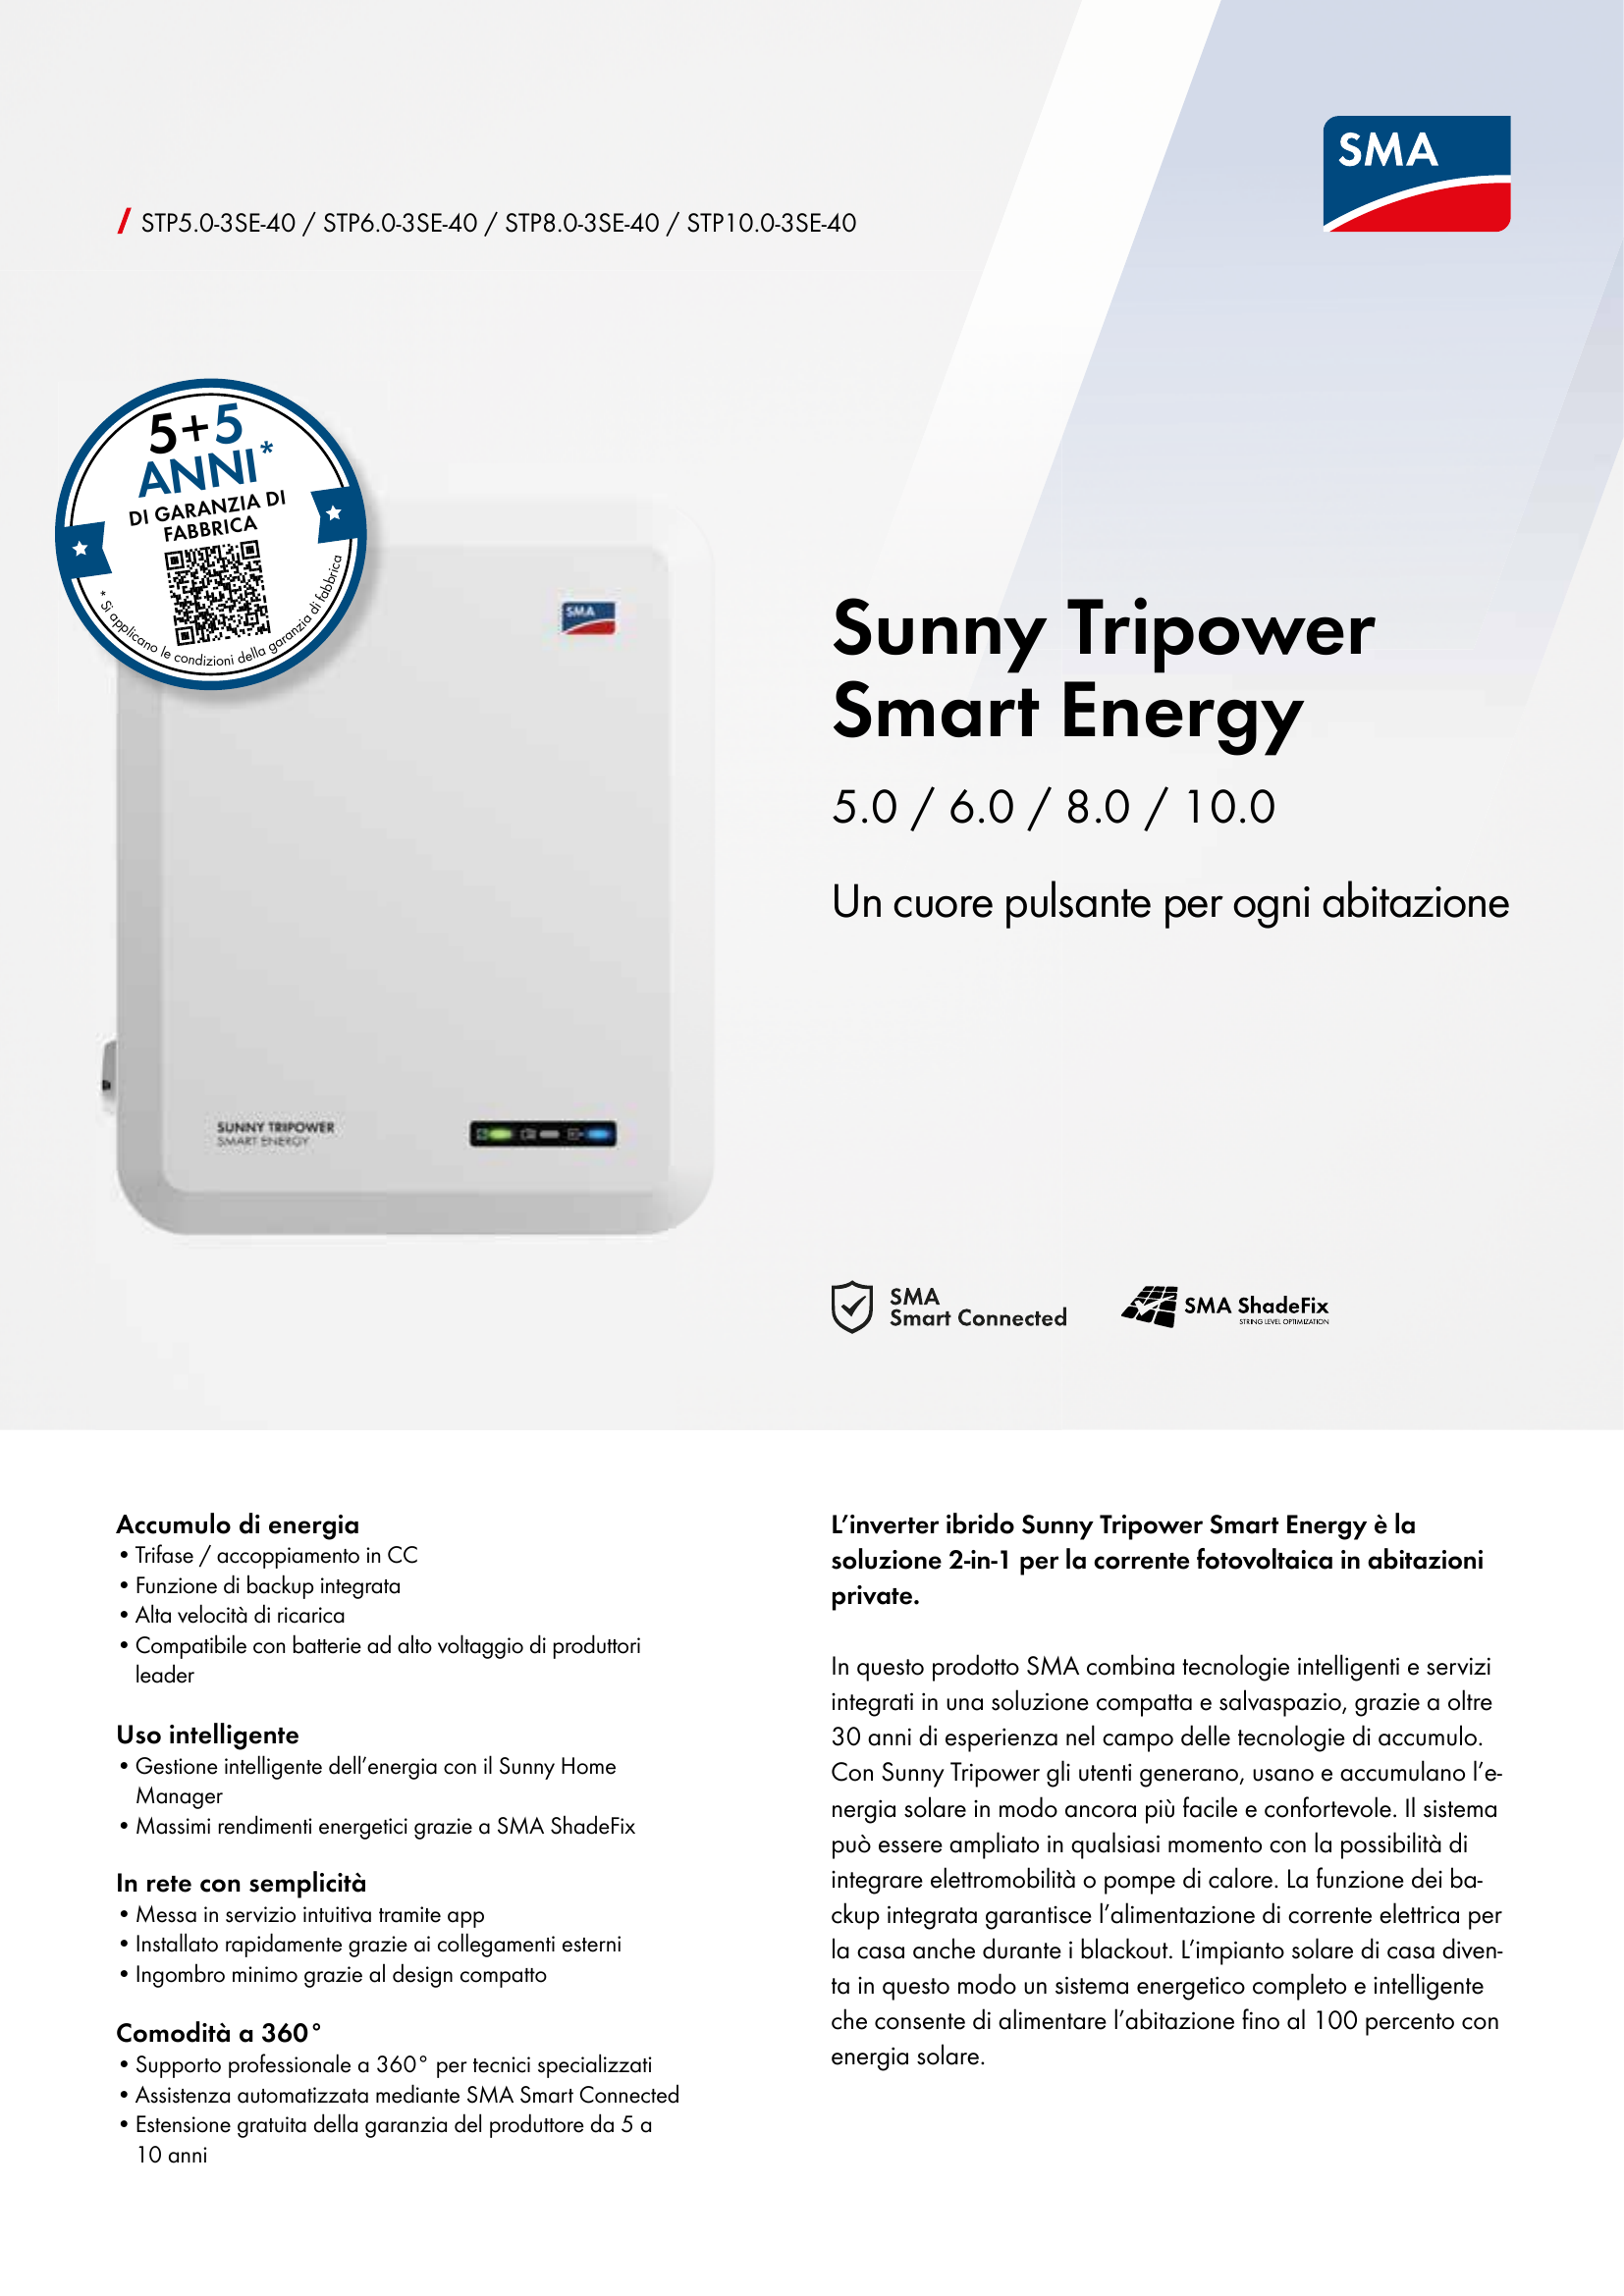 SMA
/ STP5.0-3SE-40 / STP6.0-3SE-40 / STP8.0-3SE-40 / STP10.0-3SE-40
5+5
ANNI*
DI GARANZIA DI
FABBRICA
* Si applicano le condizioni della garanzia di fabbrica
SMA
SUNNY TRIPOWER
SMART ENERGY
Sunny Tripower
Smart Energy
5.0 / 6.0 / 8.0 / 10.0
Un cuore pulsante per ogni abitazione
SMA
Smart Connected
SMA ShadeFix
STRING LEVEL OPTIMIZATION
Accumulo di energia
• Trifase / accoppiamento in CC
• Funzione di backup integrata
• Alta velocità di ricarica
• Compatibile con batterie ad alto voltaggio di produttori
leader
Uso intelligente
• Gestione intelligente dell’energia con il Sunny Home
Manager
• Massimi rendimenti energetici grazie a SMA ShadeFix
In rete con semplicità
• Messa in servizio intuitiva tramite app
• Installato rapidamente grazie ai collegamenti esterni
• Ingombro minimo grazie al design compatto
Comodità a 360°
• Supporto professionale a 360° per tecnici specializzati
• Assistenza automatizzata mediante SMA Smart Connected
• Estensione gratuita della garanzia del produttore da 5 a
10 anni
L’inverter ibrido Sunny Tripower Smart Energy è la
soluzione 2-in-1 per la corrente fotovoltaica in abitazioni
private.
In questo prodotto SMA combina tecnologie intelligenti e servizi
integrati in una soluzione compatta e salvaspazio, grazie a oltre
30 anni di esperienza nel campo delle tecnologie di accumulo.
Con Sunny Tripower gli utenti generano, usano e accumulano l’e-
nergia solare in modo ancora più facile e confortevole. Il sistema
può essere ampliato in qualsiasi momento con la possibilità di
integrare elettromobilità o pompe di calore. La funzione dei ba-
ckup integrata garantisce l’alimentazione di corrente elettrica per
la casa anche durante i blackout. L’impianto solare di casa diven-
ta in questo modo un sistema energetico completo e intelligente
che consente di alimentare l’abitazione fino al 100 percento con
energia solare.